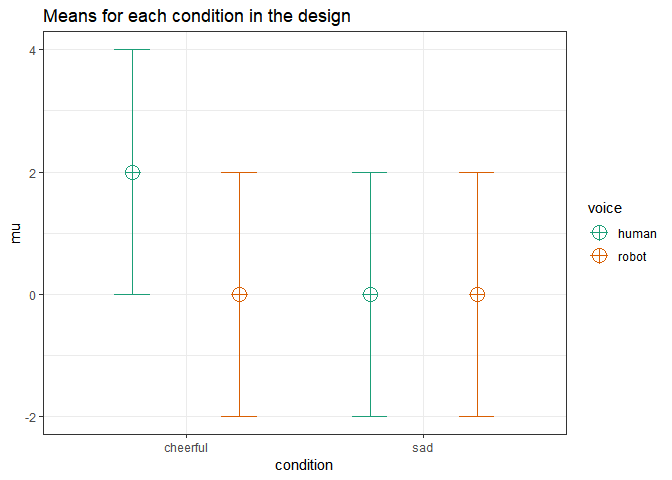 Means for each condition in the design
4
2
0
-2
mu
cheerful
sad
condition
voice
human
robot